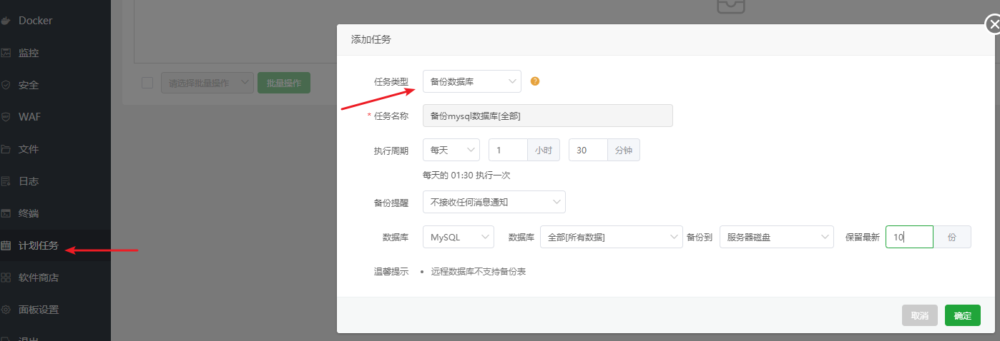 Docker
监控
安全
WAF
文件
日志
终端
计划任务
软件商店
面板设置
退出
请选择批量操作 批量操作
添加任务
任务类型 备份数据库 ?
* 任务名称 备份mysql数据库[全部]
执行周期 每天 1 小时 30 分钟
每天的 01:30 执行一次
备份提醒 不接收任何消息通知
数据库 MySQL 数据库 全部[所有数据] 备份到 服务器磁盘 保留最新 10 份
温馨提示 • 远程数据库不支持备份表
取消 确定